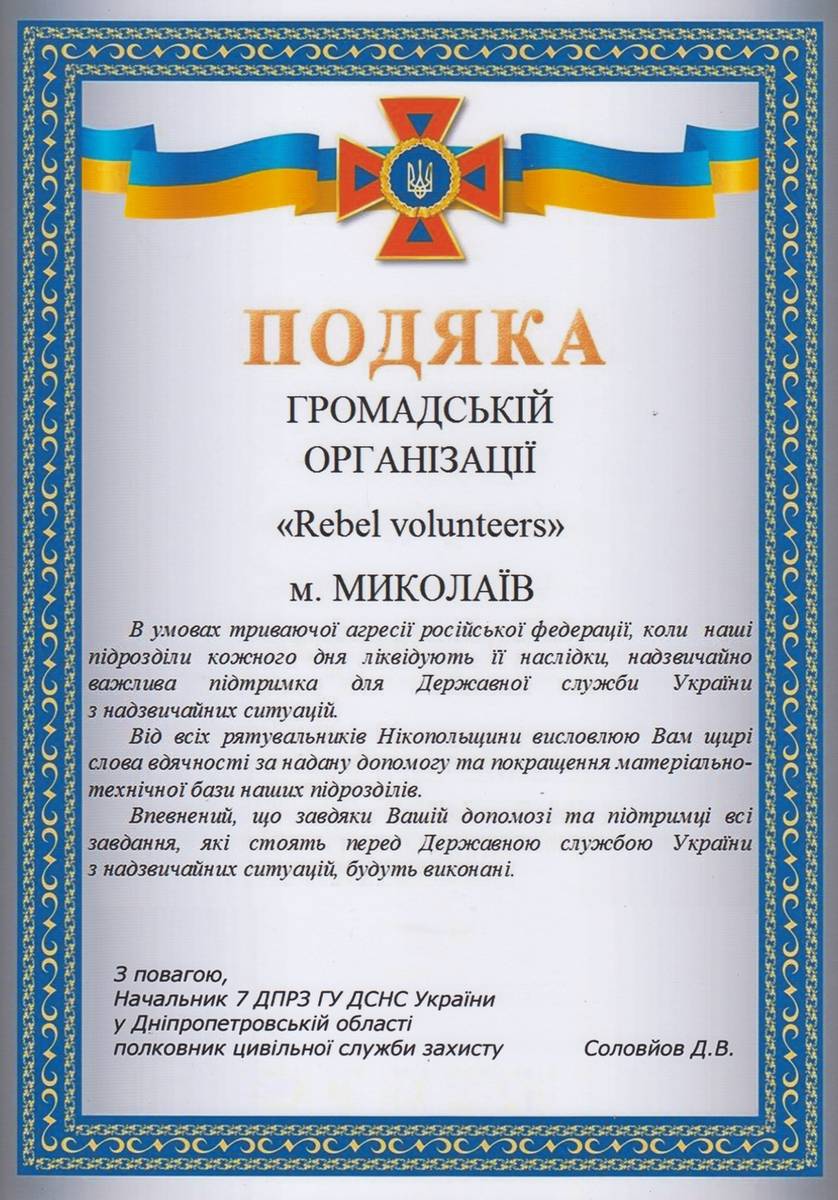 ПОДЯКА
ГРОМАДСЬКІЙ
ОРГАНІЗАЦІЇ
«Rebel volunteers»
м. МИКОЛАЇВ
В умовах триваючої агресії російської федерації, коли наші
підрозділи кожного дня ліквідують її наслідки, надзвичайно
важлива підтримка для Державної служби України
з надзвичайних ситуацій.
Від всіх рятувальників Нікопольщини висловлюю Вам щирі
слова вдячності за надану допомогу та покращення матеріально-
технічної бази наших підрозділів.
Впевнений, що завдяки Вашій допомозі та підтримці всі
завдання, які стоять перед Державною службою України
з надзвичайних ситуацій, будуть виконані.
З повагою,
Начальник 7 ДПРЗ ГУ ДСНС України
у Дніпропетровській області
полковник цивільної служби захисту Соловйов Д.В.